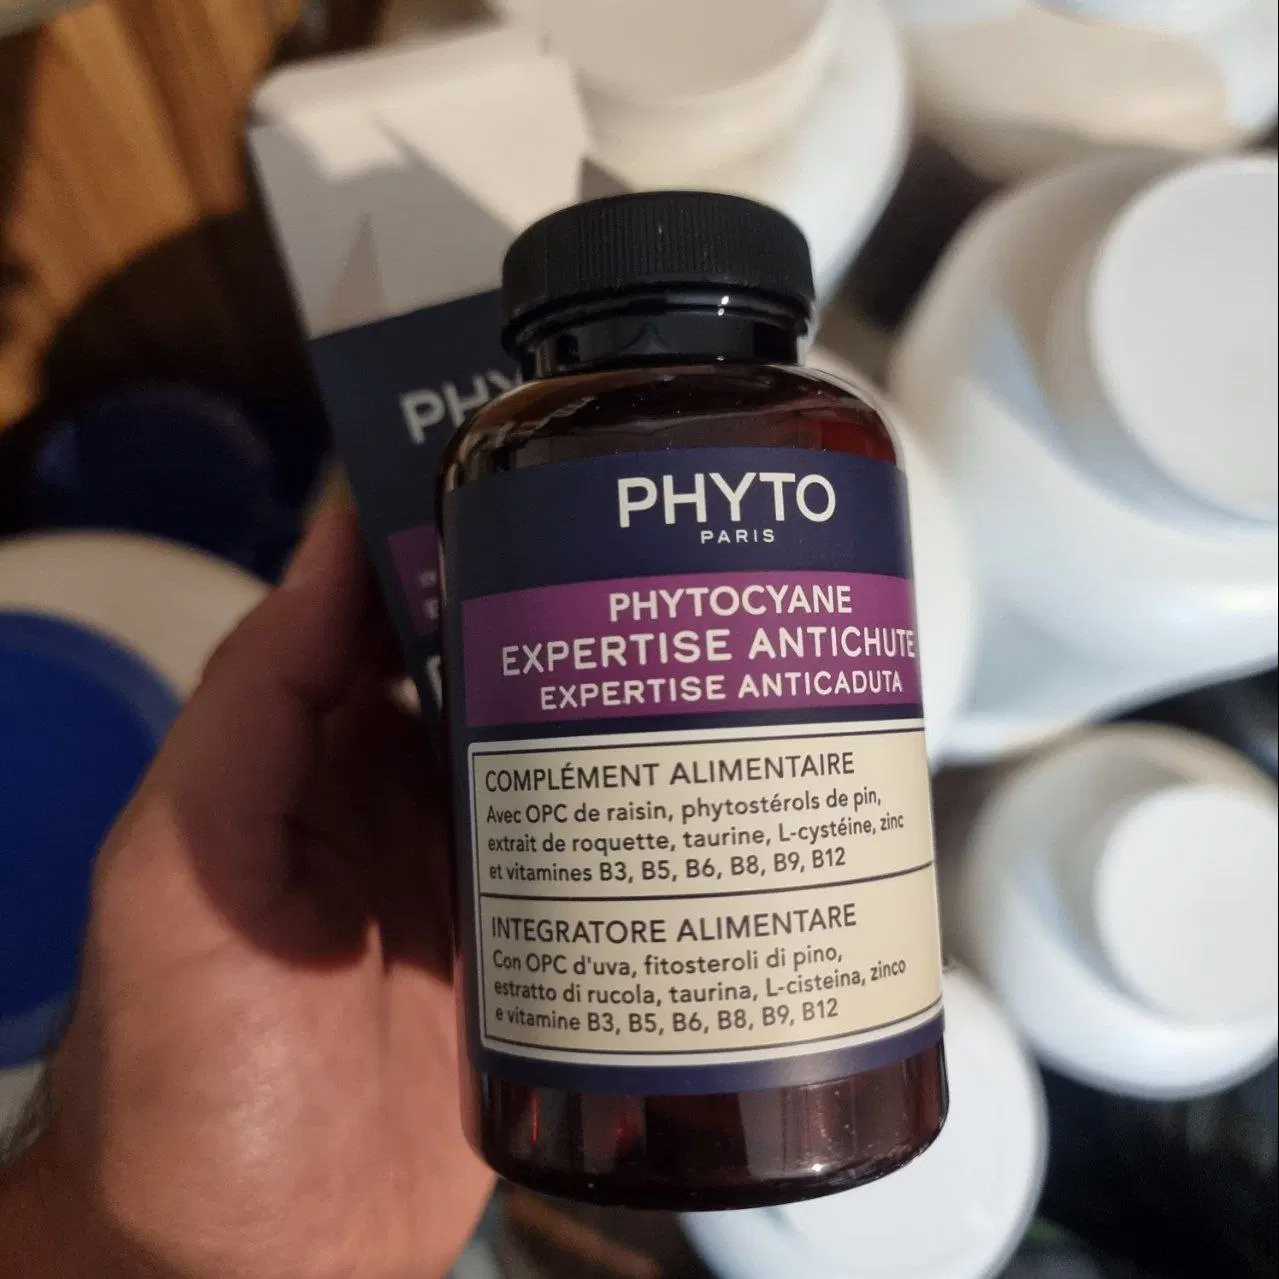 PHY
PHYTO
PARIS
PHYTOCYANE
EXPERTISE ANTICHUTE
EXPERTISE ANTICADUTA
COMPLÉMENT ALIMENTAIRE
Avec OPC de raisin, phytostérols de pin,
extrait de roquette, taurine, L-cystéine, zinc
et vitamines B3, B5, B6, B8, B9, B12
INTEGRATORE ALIMENTARE
Con OPC d'uva, fitosteroli di pino,
estratto di rucola, taurina, L-cisteina, zinco
e vitamine B3, B5, B6, B8, B9, B12